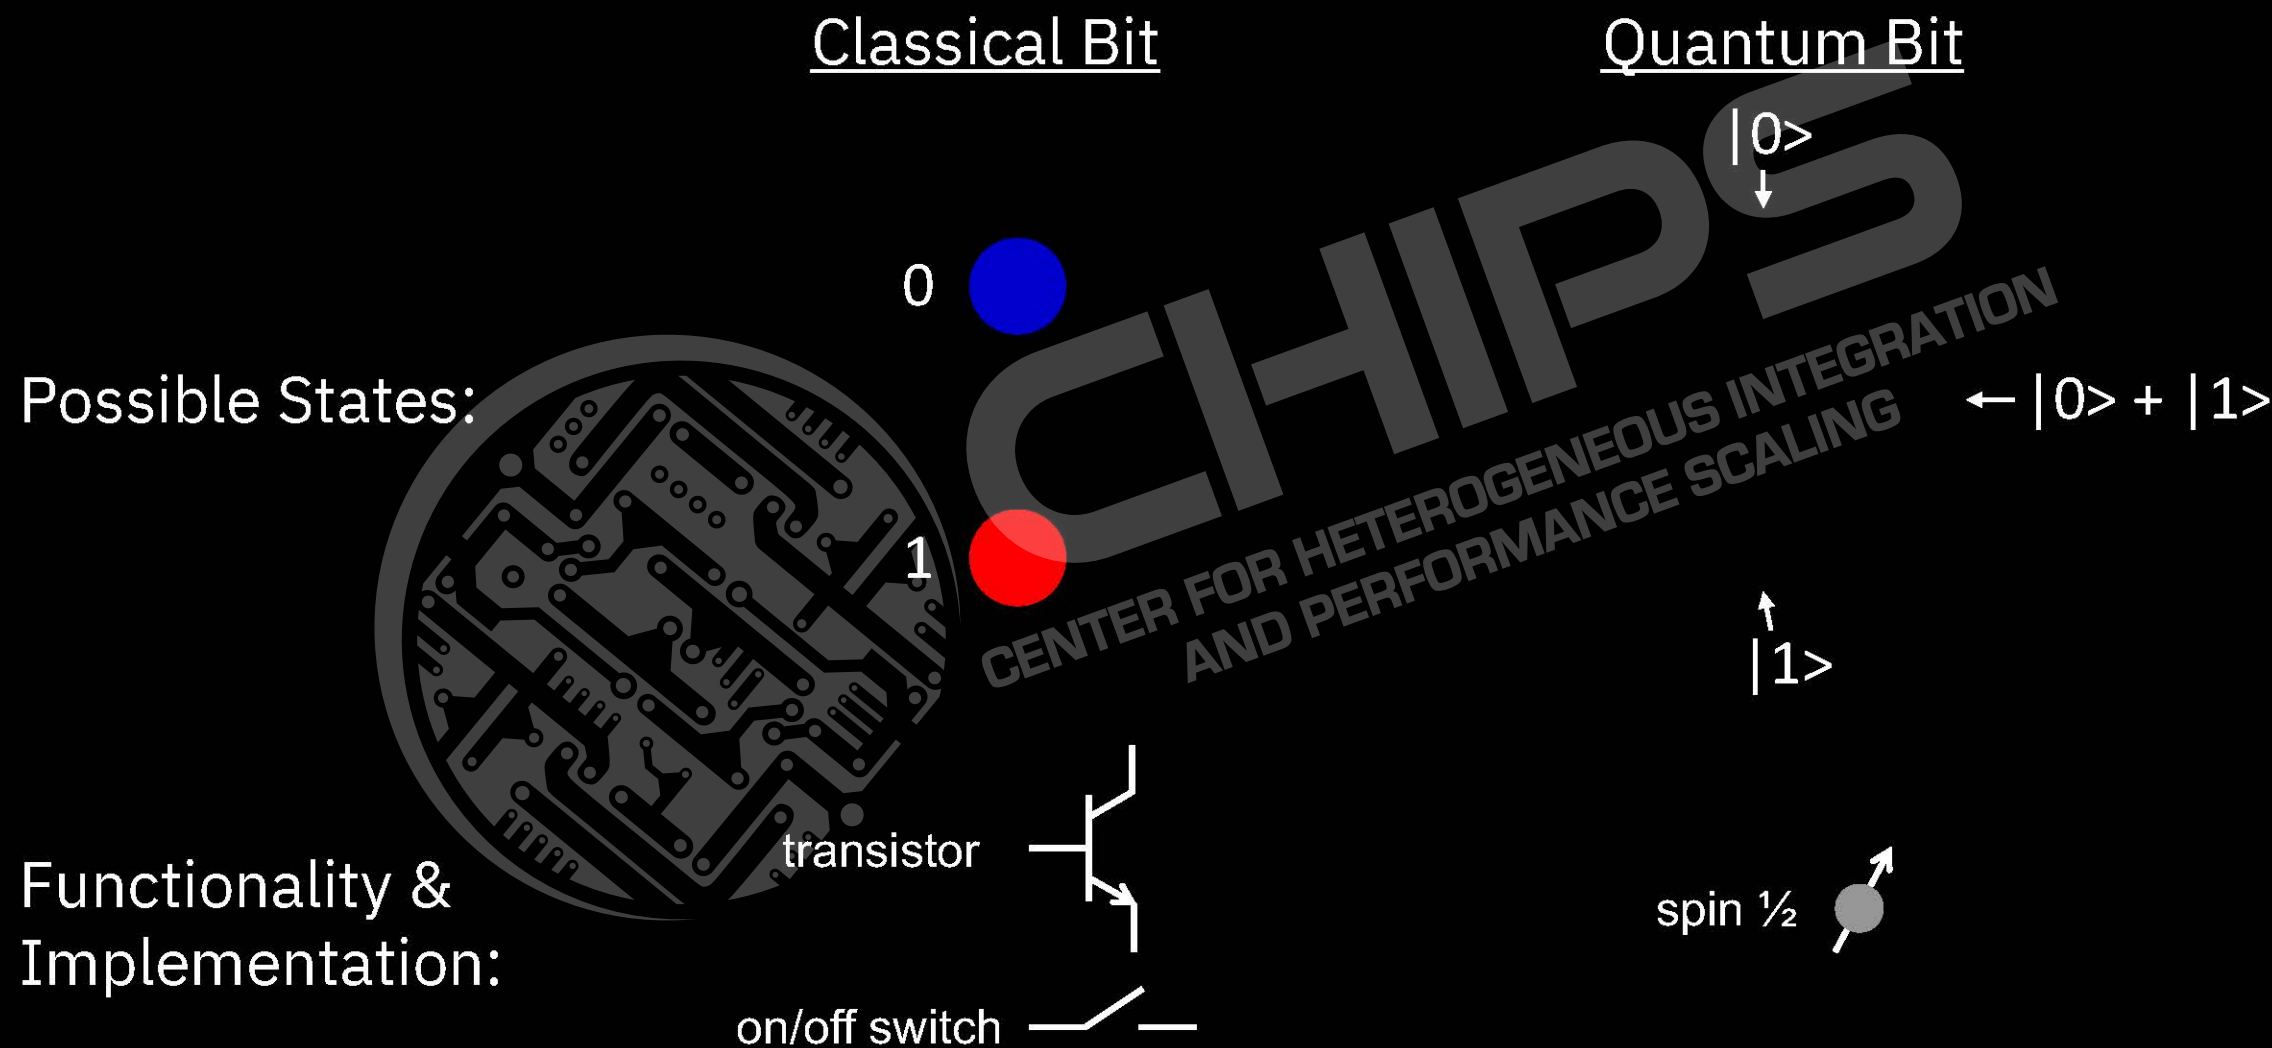 Classical Bit
Quantum Bit
|0>
0
Possible States:
|0> + |1>
1
|1>
transistor
Functionality &
Implementation:
spin ½
on/off switch
CHIPS
CENTER FOR HETEROGENEOUS INTEGRATION
AND PERFORMANCE SCALING